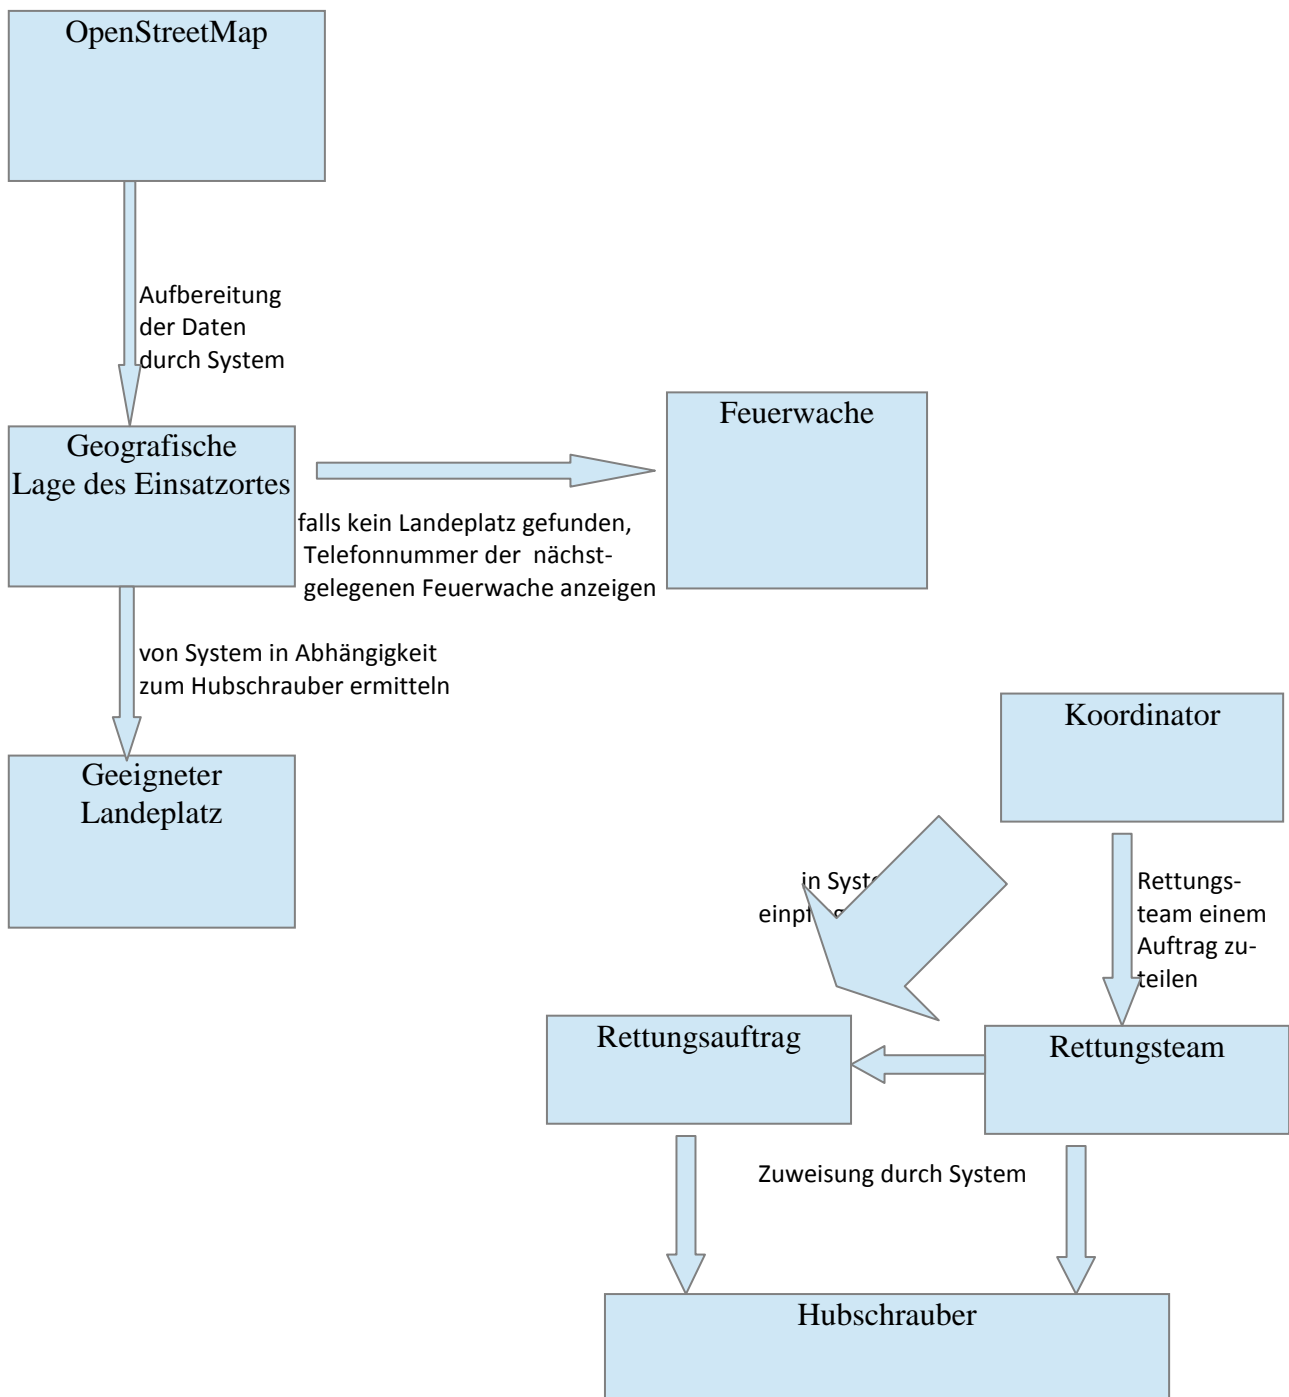 OpenStreetMap
Aufbereitung
der Daten
durch System
Geografische
Lage des Einsatzortes
Feuerwache
falls kein Landeplatz gefunden,
Telefonnummer der nächst-
gelegenen Feuerwache anzeigen
von System in Abhängigkeit
zum Hubschrauber ermitteln
Geeigneter
Landeplatz
Koordinator
in
Rettungs-
team einem
Auftrag zu-
teilen
Rettungsauftrag
Rettungsteam
Zuweisung durch System
Hubschrauber